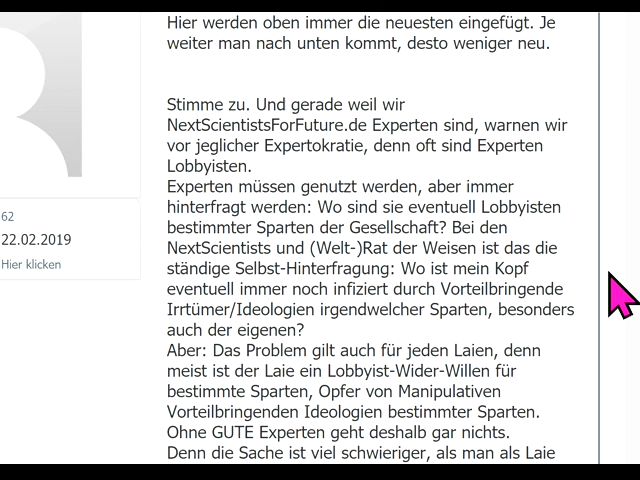 Hier werden oben immer die neuesten eingefügt. Je
weiter man nach unten kommt, desto weniger neu.
Stimme zu. Und gerade weil wir
NextScientistsForFuture.de Experten sind, warnen wir
vor jeglicher Expertokratie, denn oft sind Experten
Lobbyisten.
Experten müssen genutzt werden, aber immer
hinterfragt werden: Wo sind sie eventuell Lobbyisten
bestimmter Sparten der Gesellschaft? Bei den
NextScientists und (Welt-)Rat der Weisen ist das die
ständige Selbst-Hinterfragung: Wo ist mein Kopf
eventuell immer noch infiziert durch Vorteilbringende
Irrtümer/Ideologien irgendwelcher Sparten, besonders
auch der eigenen?
Aber: Das Problem gilt auch für jeden Laien, denn
meist ist der Laie ein Lobbyist-Wider-Willen für
bestimmte Sparten, Opfer von Manipulativen
Vorteilbringenden Ideologien bestimmter Sparten.
Ohne GUTE Experten geht deshalb gar nichts.
Denn die Sache ist viel schwieriger, als man als Laie
62
22.02.2019
Hier klicken